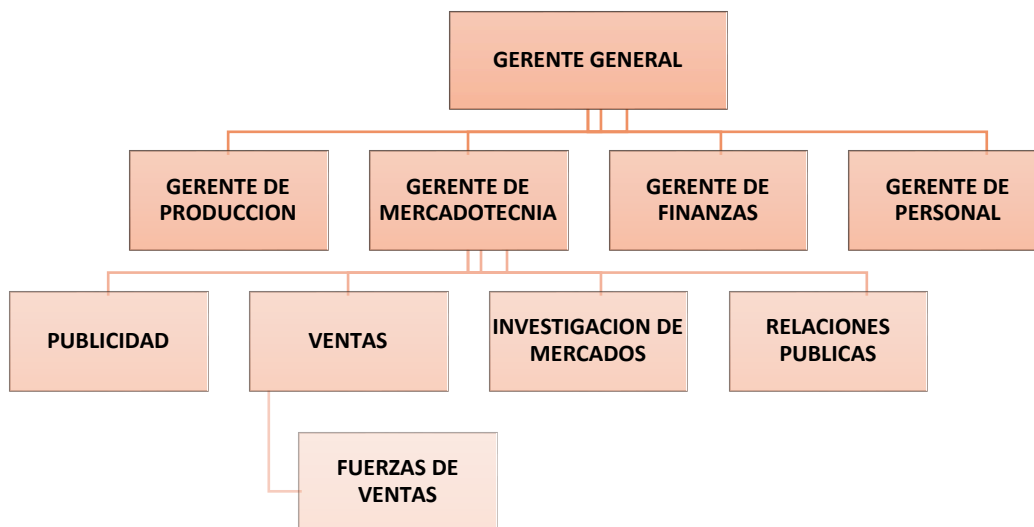 GERENTE GENERAL
GERENTE DE
PRODUCCION
GERENTE DE
MERCADOTECNIA
GERENTE DE
FINANZAS
GERENTE DE
PERSONAL
PUBLICIDAD
VENTAS
INVESTIGACION DE
MERCADOS
RELACIONES
PUBLICAS
FUERZAS DE
VENTAS